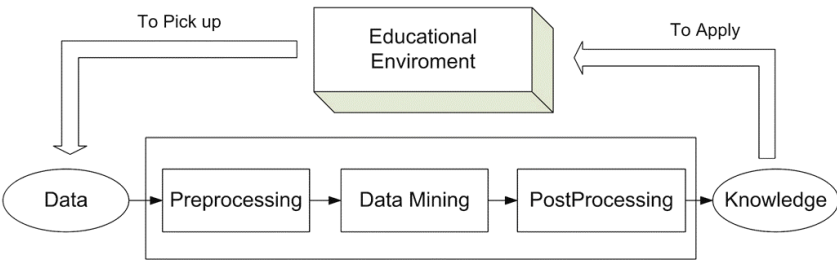 To Pick up
Educational
Enviroment
To Apply
Data
Preprocessing
Data Mining
PostProcessing
Knowledge